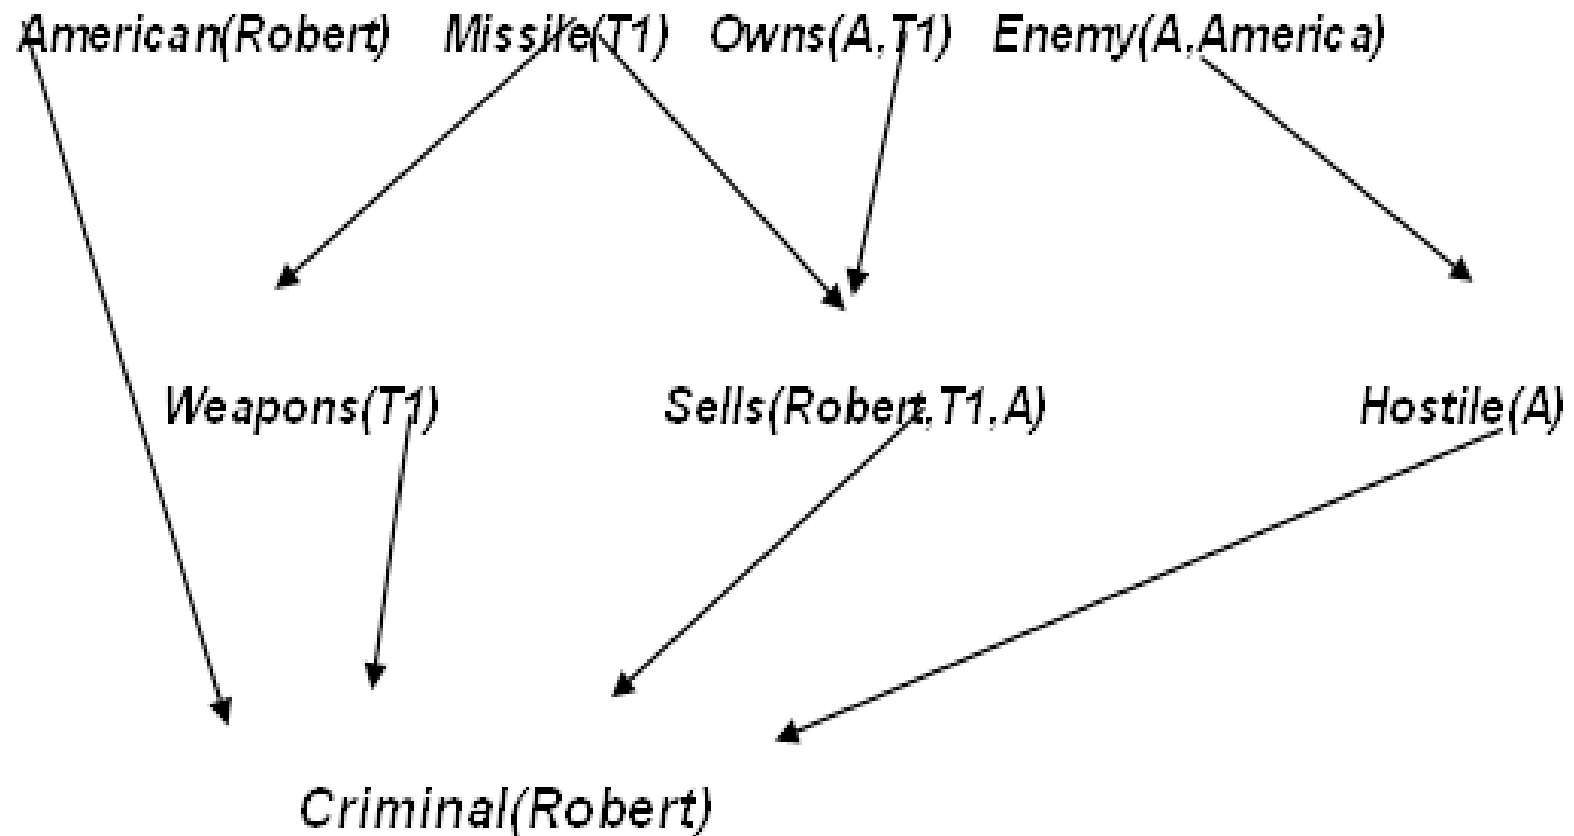 American(Robert) Missile(T1) Owns(A,T1) Enemy(A,America)
Weapons(T1) Sells(Robert,T1,A) Hostile(A)
Criminal(Robert)